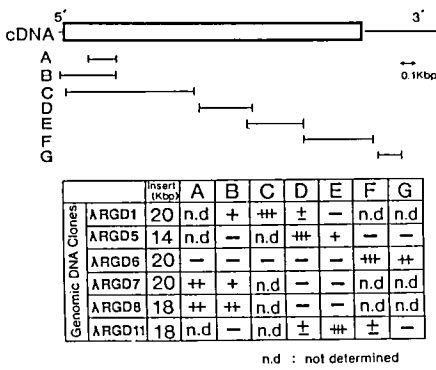 5′ 3′
cDNA
A
B
C
0.1Kbp
D
E
F
G
Insert (Kbp) A B C D E F G
Genomic DNA Clones
λRGD1 20 n.d + +++ ± − n.d n.d
λRGD5 14 n.d − n.d +++ + − −
λRGD6 20 − − − − − +++ ++
λRGD7 20 ++ + n.d − − n.d n.d
λRGD8 18 ++ ++ n.d − − n.d n.d
λRGD11 18 n.d − n.d ± +++ ± −
n.d : not determined